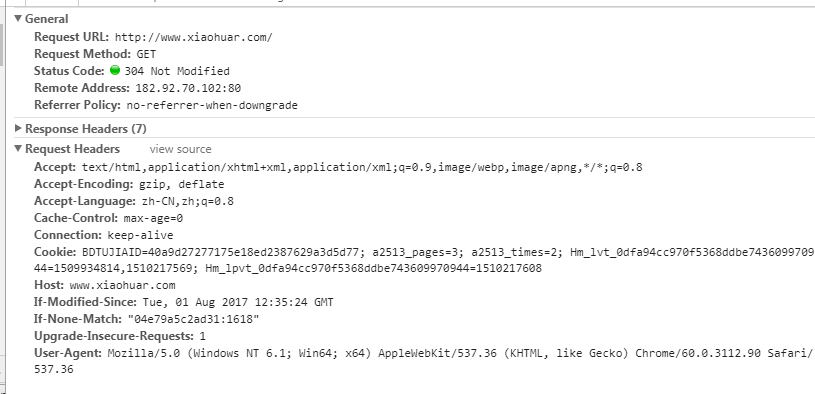 General
Request URL: http://www.xiaohuar.com/
Request Method: GET
Status Code: 304 Not Modified
Remote Address: 182.92.70.102:80
Referrer Policy: no-referrer-when-downgrade
Response Headers (7)
Request Headers view source
Accept: text/html,application/xhtml+xml,application/xml;q=0.9,image/webp,image/apng,*/*;q=0.8
Accept-Encoding: gzip, deflate
Accept-Language: zh-CN,zh;q=0.8
Cache-Control: max-age=0
Connection: keep-alive
Cookie: BDTUJIAID=40a9d27277175e18ed2387629a3d5d77; a2513_pages=3; a2513_times=2; Hm_lvt_0dfa94cc970f5368ddbe7436099709
44=1509934814,1510217569; Hm_lpvt_0dfa94cc970f5368ddbe743609970944=1510217608
Host: www.xiaohuar.com
If-Modified-Since: Tue, 01 Aug 2017 12:35:24 GMT
If-None-Match: "04e79a5c2ad31:1618"
Upgrade-Insecure-Requests: 1
User-Agent: Mozilla/5.0 (Windows NT 6.1; Win64; x64) AppleWebKit/537.36 (KHTML, like Gecko) Chrome/60.0.3112.90 Safari/
537.36